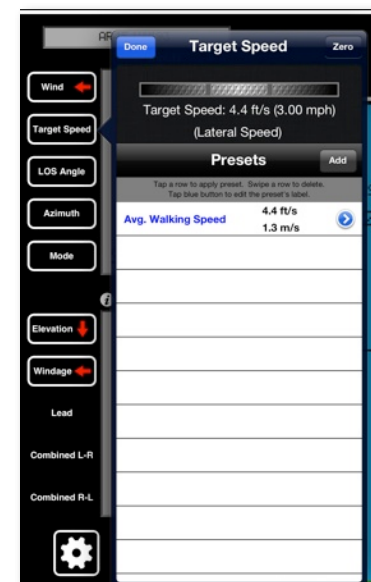 AR
Done
Target Speed
Zero
Wind
Target Speed: 4.4 ft/s (3.00 mph)
(Lateral Speed)
Target Speed
Presets
Add
LOS Angle
Tap a row to apply preset. Swipe a row to delete.
Tap blue button to edit the preset's label.
Azimuth
Avg. Walking Speed
4.4 ft/s
1.3 m/s
Mode
i
Elevation
Windage
Lead
Combined L-R
Combined R-L